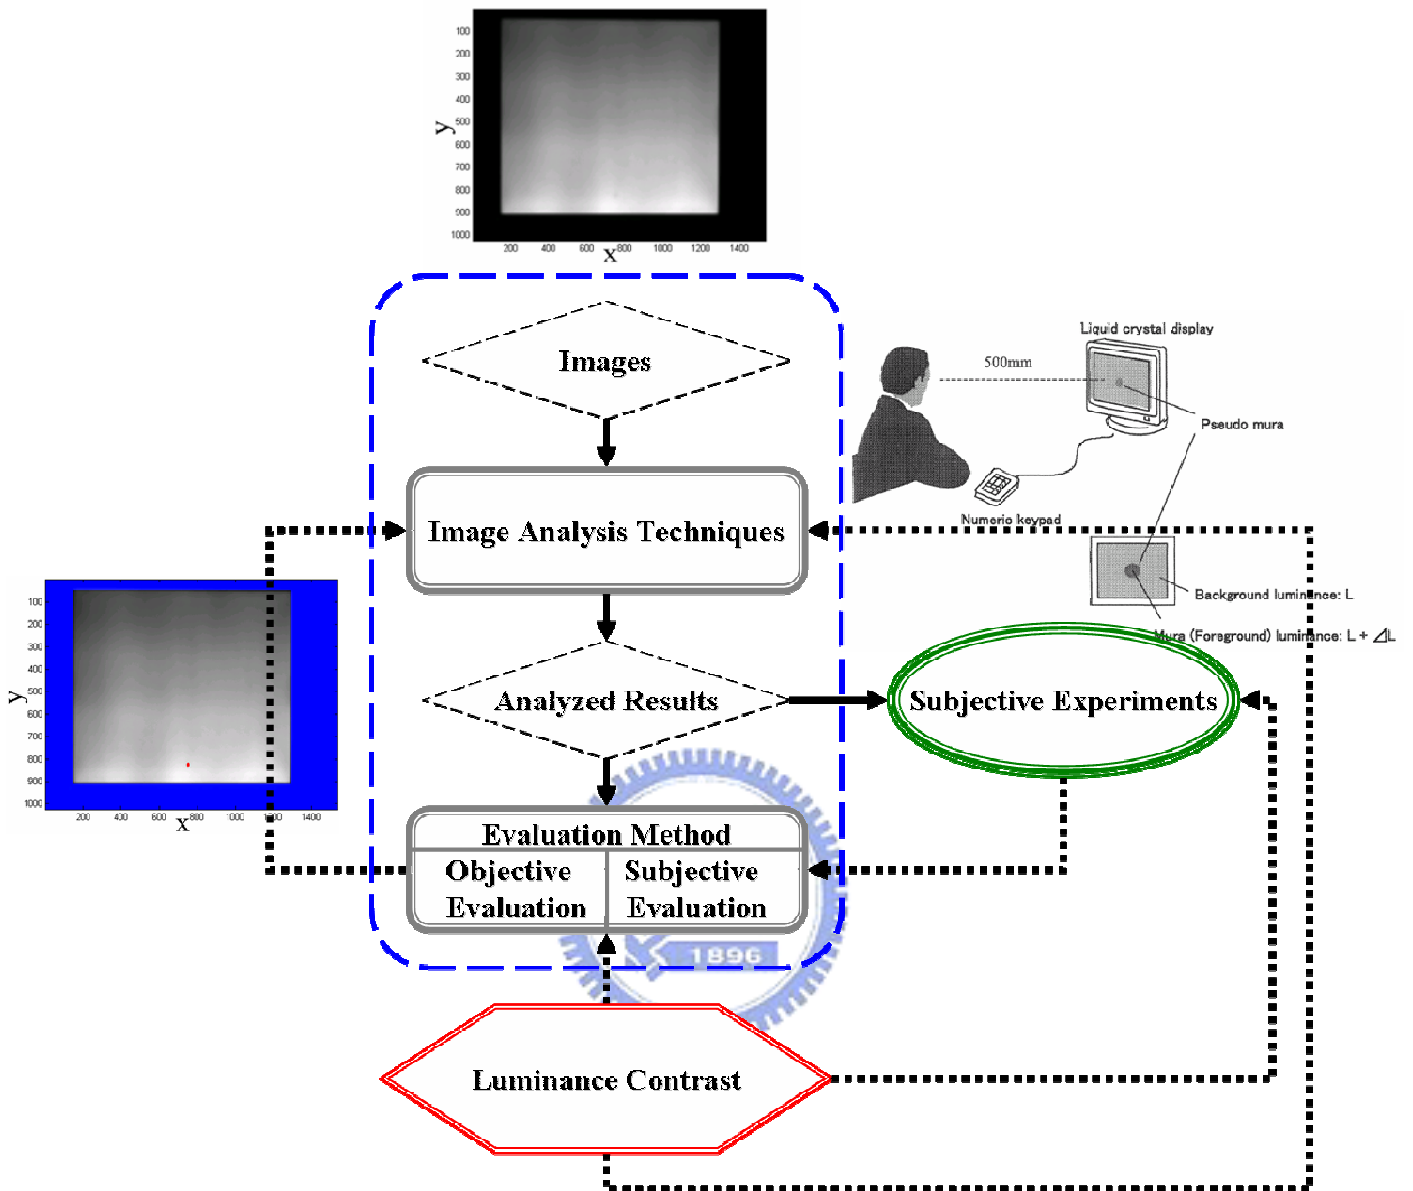 100
200
300
400
500
600
700
800
900
1000
y
200 400 600 800 1000 1200 1400
x
Images
Liquid crystal display
500mm
Pseudo mura
Numeric keypad
Image Analysis Techniques
Background luminance: L
Mura (Foreground) luminance: L + ⊿L
100
200
300
400
500
600
700
800
900
1000
y
200 400 600 800 1000 1200 1400
x
Analyzed Results
Subjective Experiments
Evaluation Method
Objective
Evaluation
Subjective
Evaluation
1896
Luminance Contrast